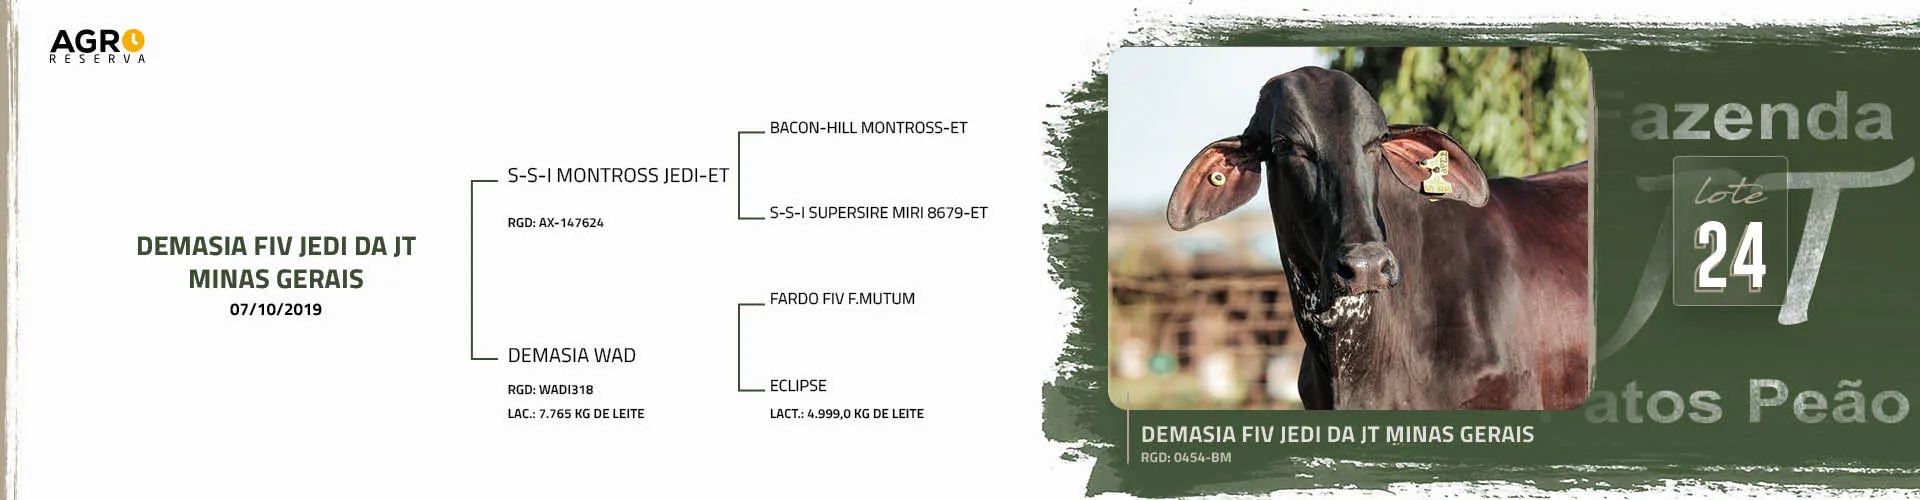 AGRO
RESERVA
DEMASIA FIV JEDI DA JT
MINAS GERAIS
07/10/2019
S-S-I MONTROSS JEDI-ET
RGD: AX-147624
DEMASIA WAD
RGD: WADI318
LAC.: 7.765 KG DE LEITE
BACON-HILL MONTROSS-ET
S-S-I SUPERSIRE MIRI 8679-ET
FARDO FIV F.MUTUM
ECLIPSE
LACT.: 4.999,0 KG DE LEITE
Fazenda
JT
lote
24
atos Peão
DEMASIA FIV JEDI DA JT MINAS GERAIS
RGD: 0454-BM